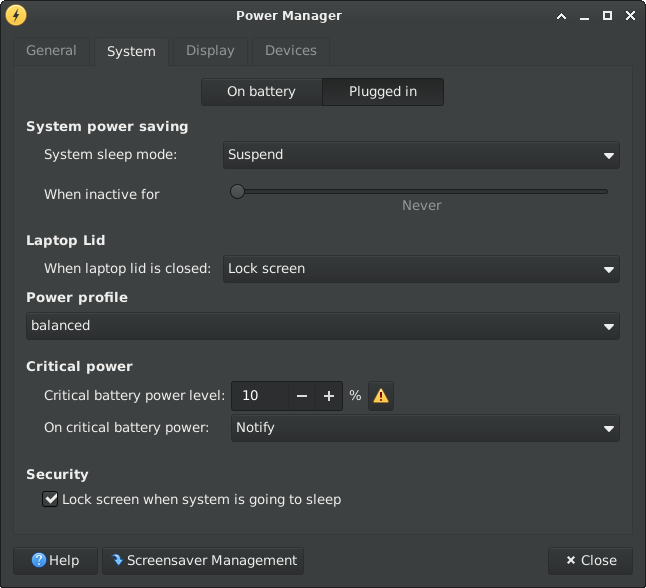 Power Manager
General System Display Devices
On battery Plugged in
System power saving
System sleep mode: Suspend
When inactive for
Never
Laptop Lid
When laptop lid is closed: Lock screen
Power profile
balanced
Critical power
Critical battery power level: 10 − + %
On critical battery power: Notify
Security
Lock screen when system is going to sleep
Help Screensaver Management Close